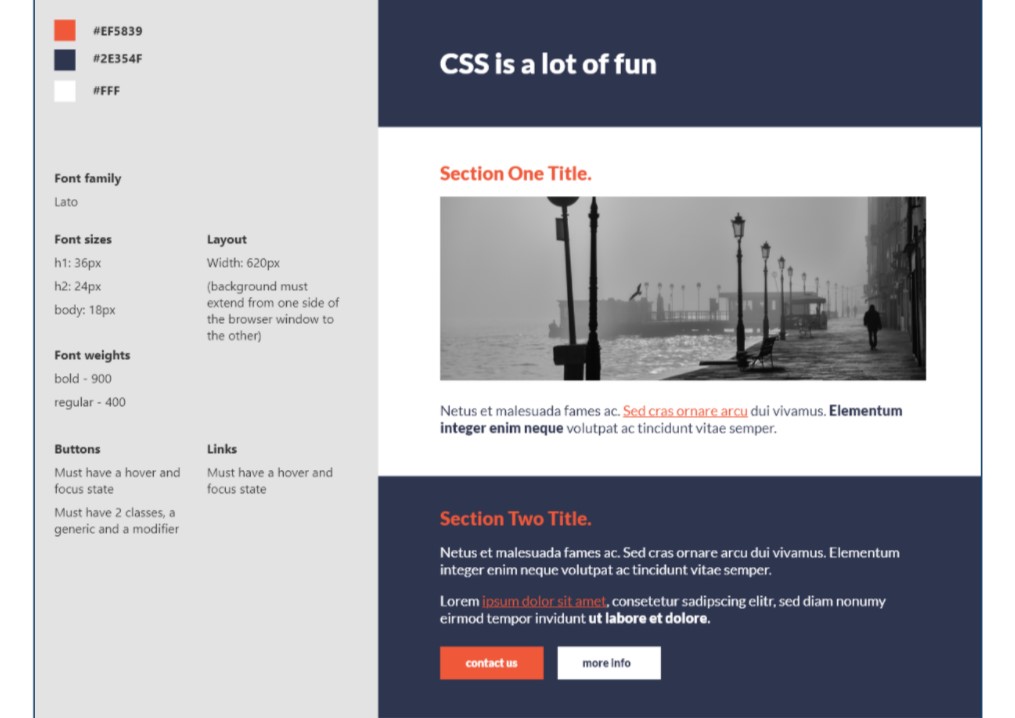 #EF5839
#2E354F
#FFF
Font family
Lato
Font sizes
h1: 36px
h2: 24px
body: 18px
Font weights
bold - 900
regular - 400
Layout
Width: 620px
(background must
extend from one side of
the browser window to
the other)
Buttons
Must have a hover and
focus state
Must have 2 classes, a
generic and a modifier
Links
Must have a hover and
focus state
CSS is a lot of fun
Section One Title.
Netus et malesuada fames ac. Sed cras ornare arcu dui vivamus. Elementum
integer enim neque volutpat ac tincidunt vitae semper.
Section Two Title.
Netus et malesuada fames ac. Sed cras ornare arcu dui vivamus. Elementum
integer enim neque volutpat ac tincidunt vitae semper.
Lorem ipsum dolor sit amet, consetetur sadipscing elitr, sed diam nonumy
eirmod tempor invidunt ut labore et dolore.
contact us
more info